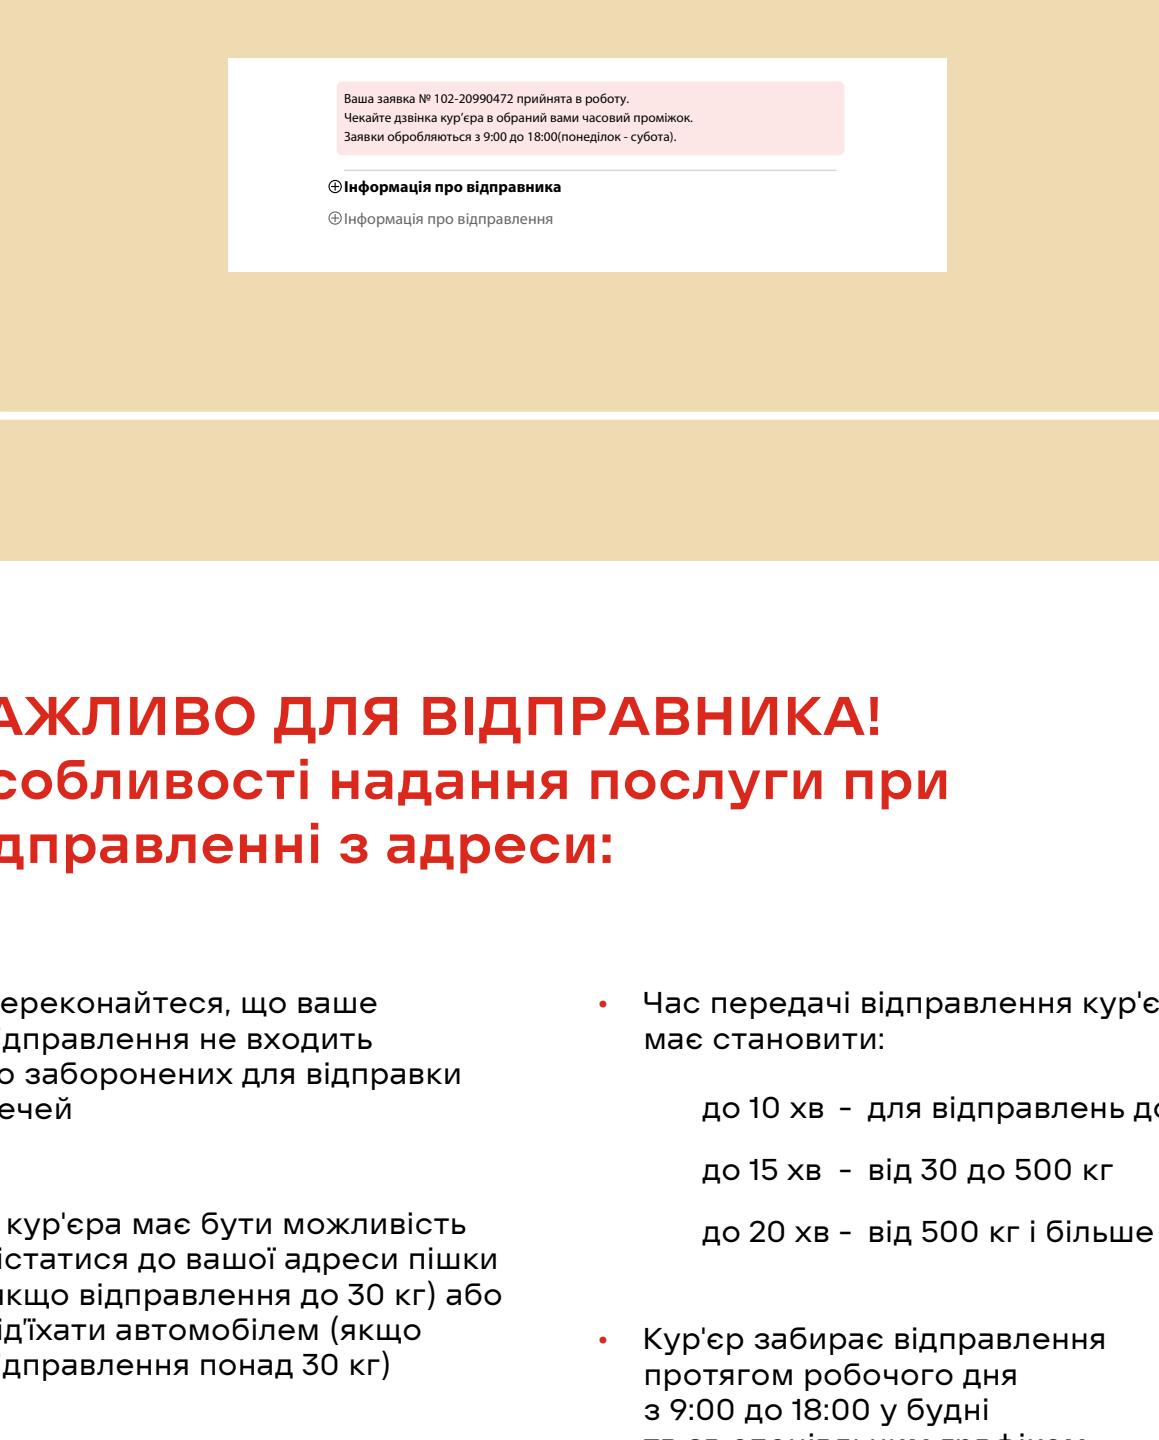 Ваша заявка № 102-20990472 прийнята в роботу.
Чекайте дзвінка кур’єра в обраний вами часовий проміжок.
Заявки обробляються з 9:00 до 18:00(понеділок - субота).
Інформація про відправника
Інформація про відправлення
АЖЛИВО ДЛЯ ВІДПРАВНИКА!
собливості надання послуги при
дправленні з адреси:
ереконайтеся, що ваше
дправлення не входить
о заборонених для відправки
ечей
кур'єра має бути можливість
істатися до вашої адреси пішки
якщо відправлення до 30 кг) або
ід'їхати автомобілем (якщо
ідправлення понад 30 кг)
• Час передачі відправлення кур'є
має становити:
до 10 хв - для відправлень до
до 15 хв - від 30 до 500 кг
до 20 хв - від 500 кг і більше
• Кур'єр забирає відправлення
протягом робочого дня
з 9:00 до 18:00 у будні